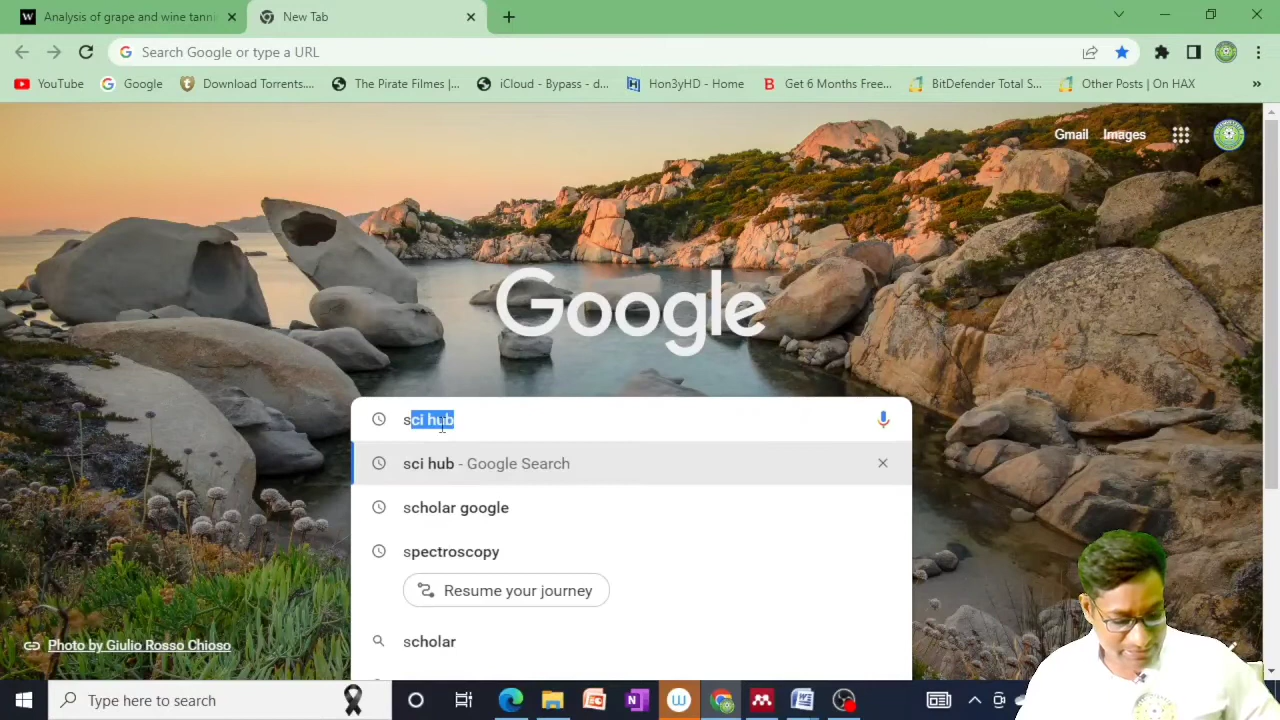 Analysis of grape and wine tanni
New Tab
Search Google or type a URL
YouTube
Google
Download Torrents....
The Pirate Filmes |...
iCloud - Bypass - d...
Hon3yHD - Home
Get 6 Months Free...
BitDefender Total S...
Other Posts | On HAX
»
Gmail
Images
Google
sci hub
sci hub - Google Search
scholar google
spectroscopy
Resume your journey
scholar
Photo by Giulio Rosso Chioso
Type here to search